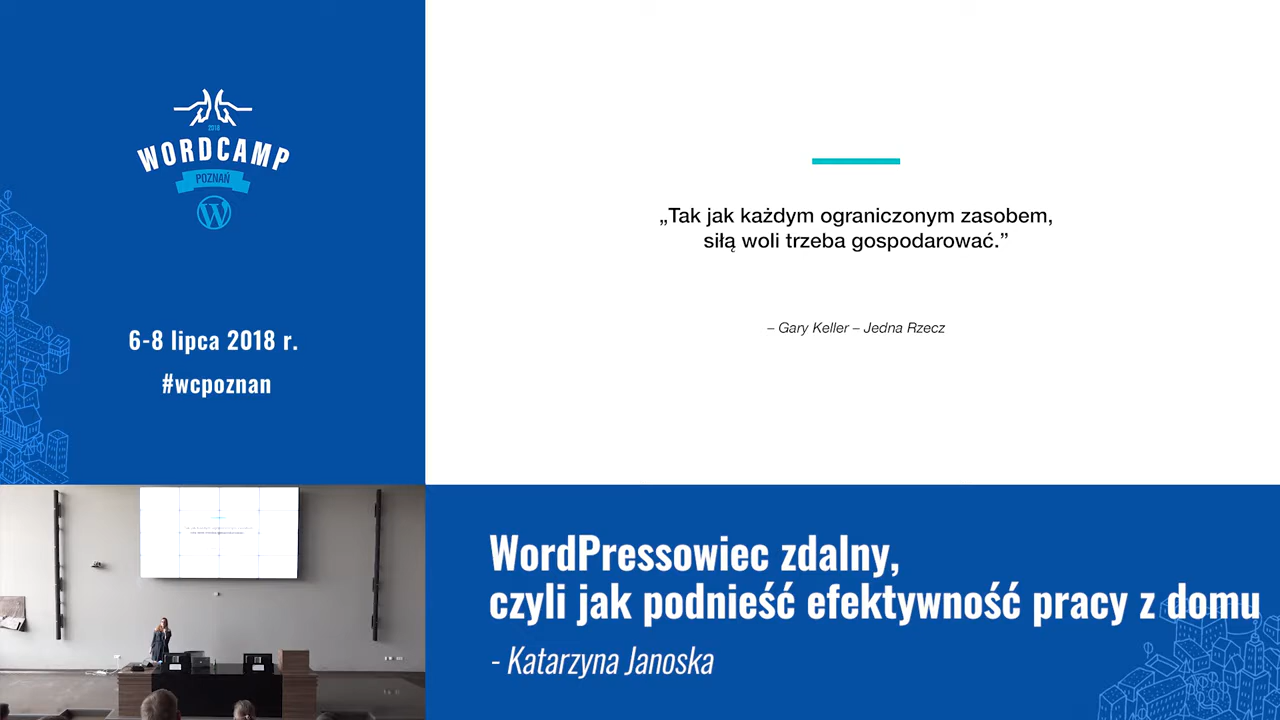 2018
WORDCAMP
POZNAŃ
6-8 lipca 2018 r.
#wcpoznan
„Tak jak każdym ograniczonym zasobem,
siłą woli trzeba gospodarować.”
– Gary Keller – Jedna Rzecz
WordPressowiec zdalny,
czyli jak podnieść efektywność pracy z domu
- Katarzyna Janoska